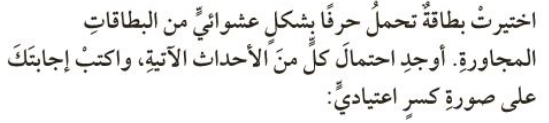 اختيرتْ بطاقةٌ تحملُ حرفًا بشكلٍ عشوائيٍّ من البطاقاتِ
المجاورةِ. أوجدِ احتمالَ كلٍّ منَ الأحداث الآتيةِ، واكتبْ إجابتَكَ
على صورةِ كسرٍ اعتياديٍّ: